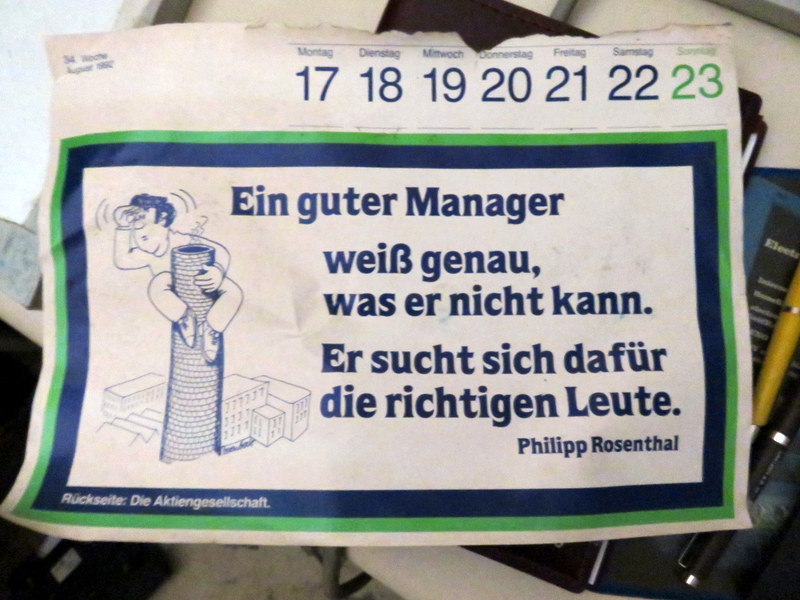 34. Woche
August 1992
Montag Dienstag Mittwoch Donnerstag Freitag Samstag Sonntag
17 18 19 20 21 22 23
Ein guter Manager
weiß genau,
was er nicht kann.
Er sucht sich dafür
die richtigen Leute.
Philipp Rosenthal
Rückseite: Die Aktiengesellschaft.